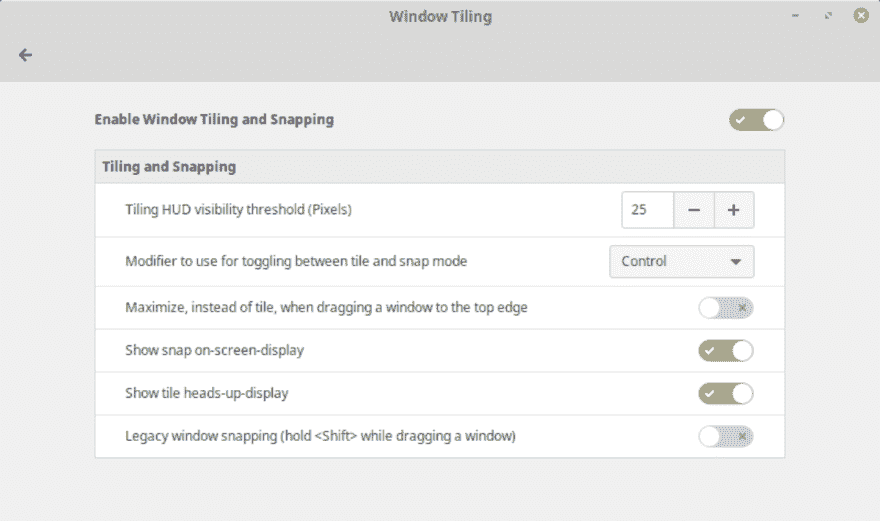 Window Tiling
Enable Window Tiling and Snapping
Tiling and Snapping
Tiling HUD visibility threshold (Pixels) 25 − +
Modifier to use for toggling between tile and snap mode Control
Maximize, instead of tile, when dragging a window to the top edge
Show snap on-screen-display
Show tile heads-up-display
Legacy window snapping (hold <Shift> while dragging a window)